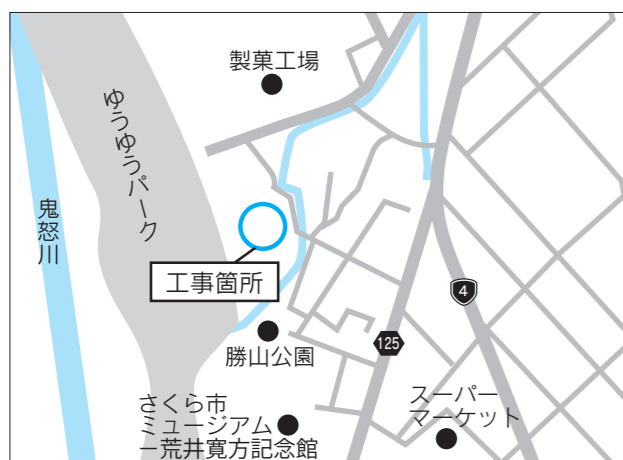 製菓工場
ゆうゆうパーク
鬼怒川
工事箇所
4
125
勝山公園
スーパー
マーケット
さくら市
ミュージアム
－荒井寛方記念館